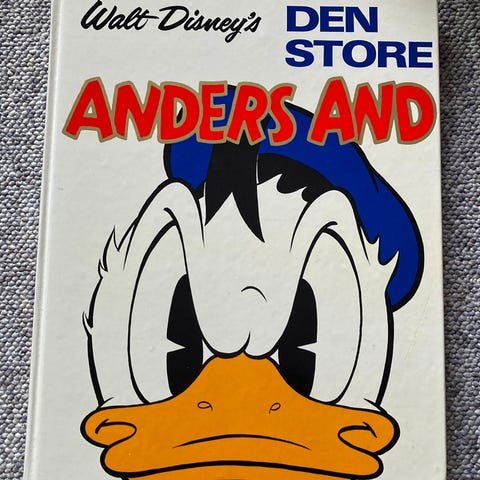 Walt Disney's
DEN
STORE
ANDERS AND